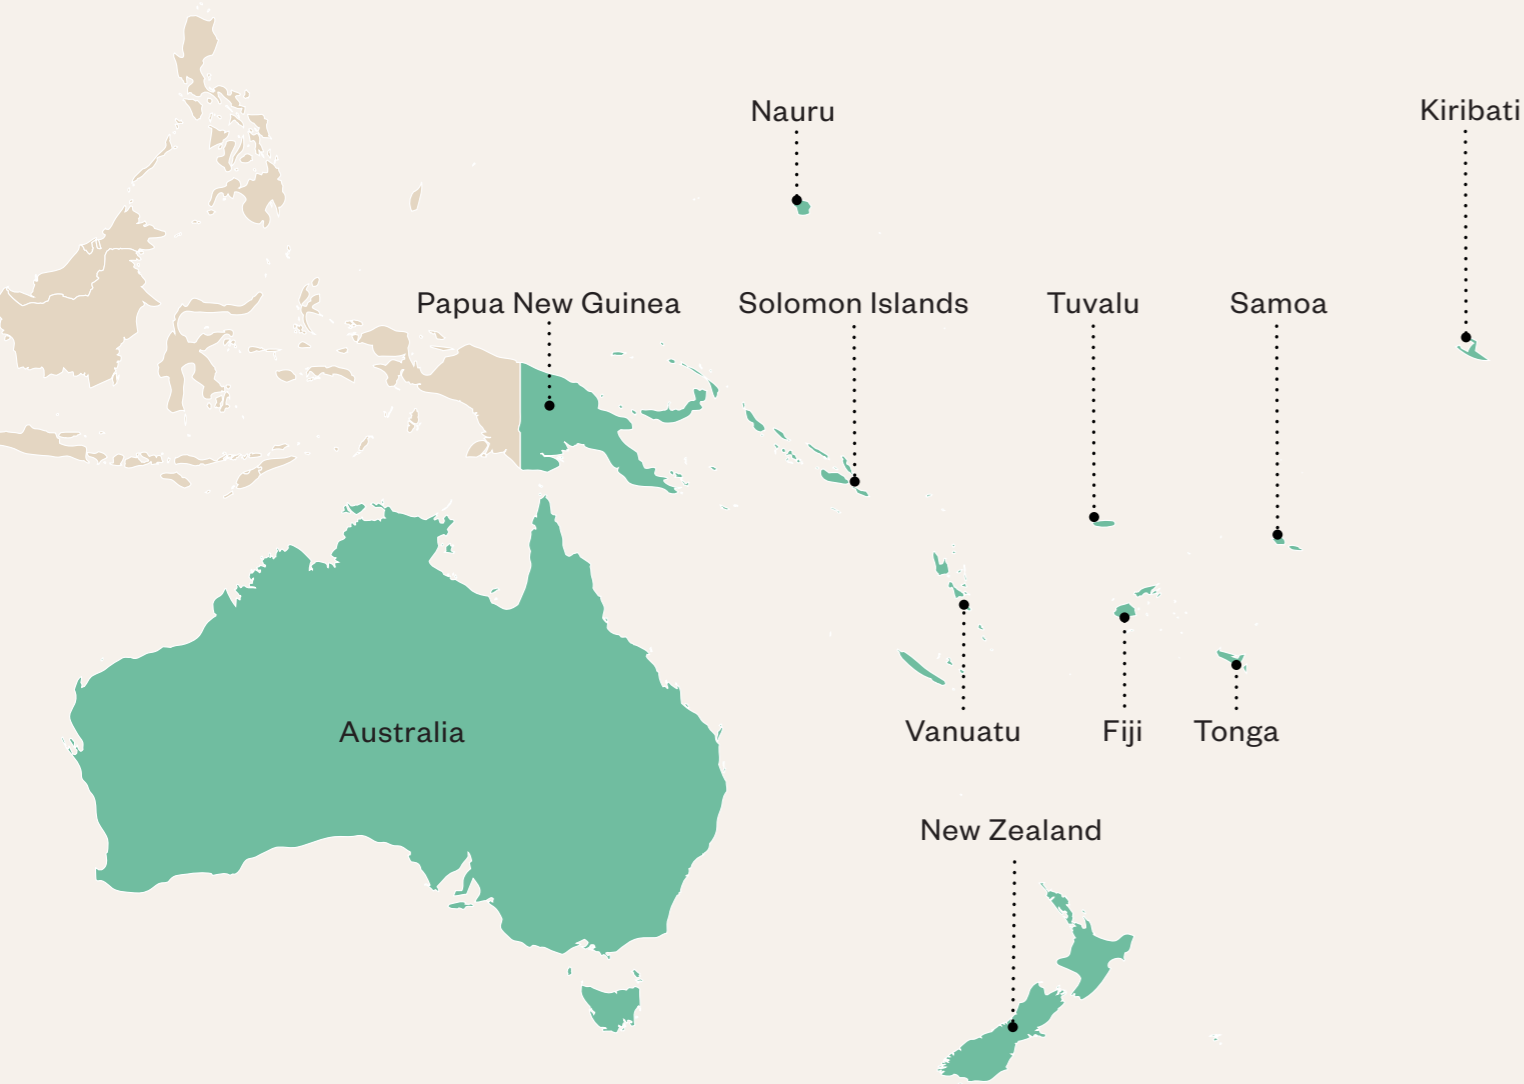 Nauru
Kiribati
Papua New Guinea
Solomon Islands
Tuvalu
Samoa
Australia
Vanuatu
Fiji
Tonga
New Zealand